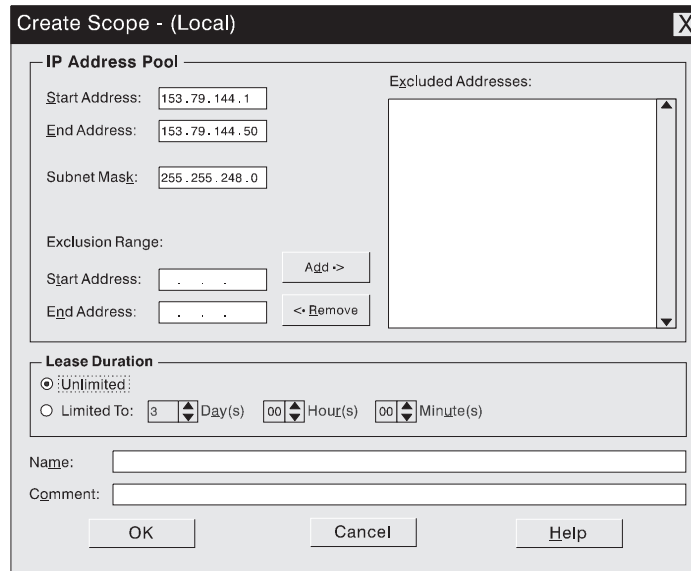 Create Scope - (Local)
X
IP Address Pool
Excluded Addresses:
Start Address: 153.79.144.1
End Address: 153.79.144.50
Subnet Mask: 255.255.248.0
Exclusion Range:
Start Address: . . .
Add ->
End Address: . . .
<- Remove
Lease Duration
Unlimited
Limited To: 3 Day(s) 00 Hour(s) 00 Minute(s)
Name:
Comment:
OK Cancel Help